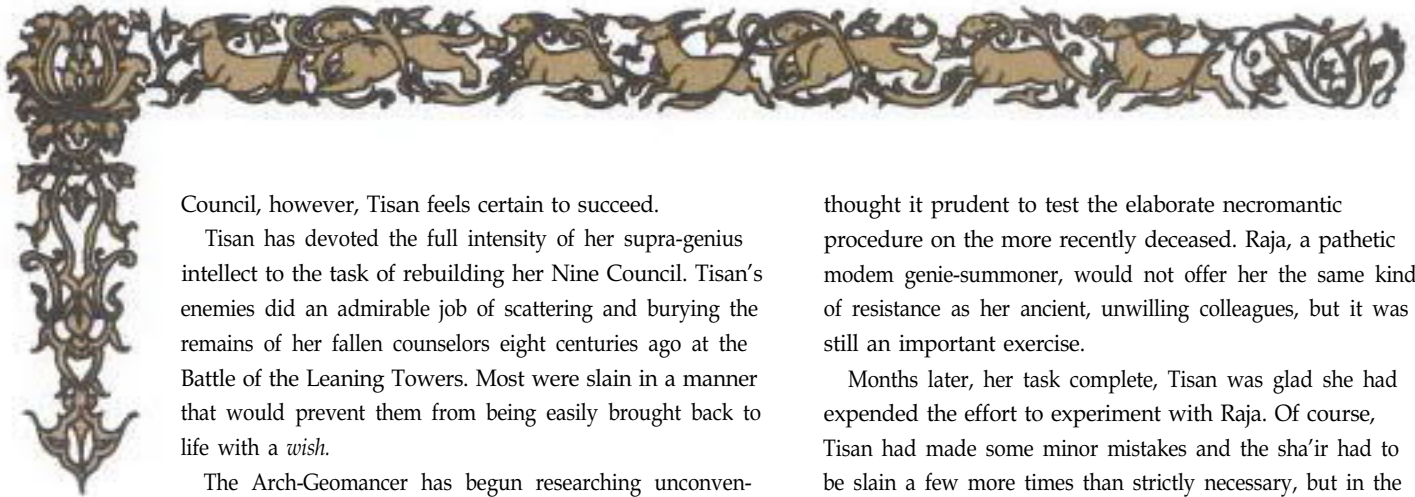 Council, however, Tisan feels certain to succeed.
Tisan has devoted the full intensity of her supra-genius
intellect to the task of rebuilding her Nine Council. Tisan’s
enemies did an admirable job of scattering and burying the
remains of her fallen counselors eight centuries ago at the
Battle of the Leaning Towers. Most were slain in a manner
that would prevent them from being easily brought back to
life with a wish.
The Arch-Geomancer has begun researching unconven-
thought it prudent to test the elaborate necromantic
procedure on the more recently deceased. Raja, a pathetic
modem genie-summoner, would not offer her the same kind
of resistance as her ancient, unwilling colleagues, but it was
still an important exercise.
Months later, her task complete, Tisan was glad she had
expended the effort to experiment with Raja. Of course,
Tisan had made some minor mistakes and the sha’ir had to
be slain a few more times than strictly necessary, but in the